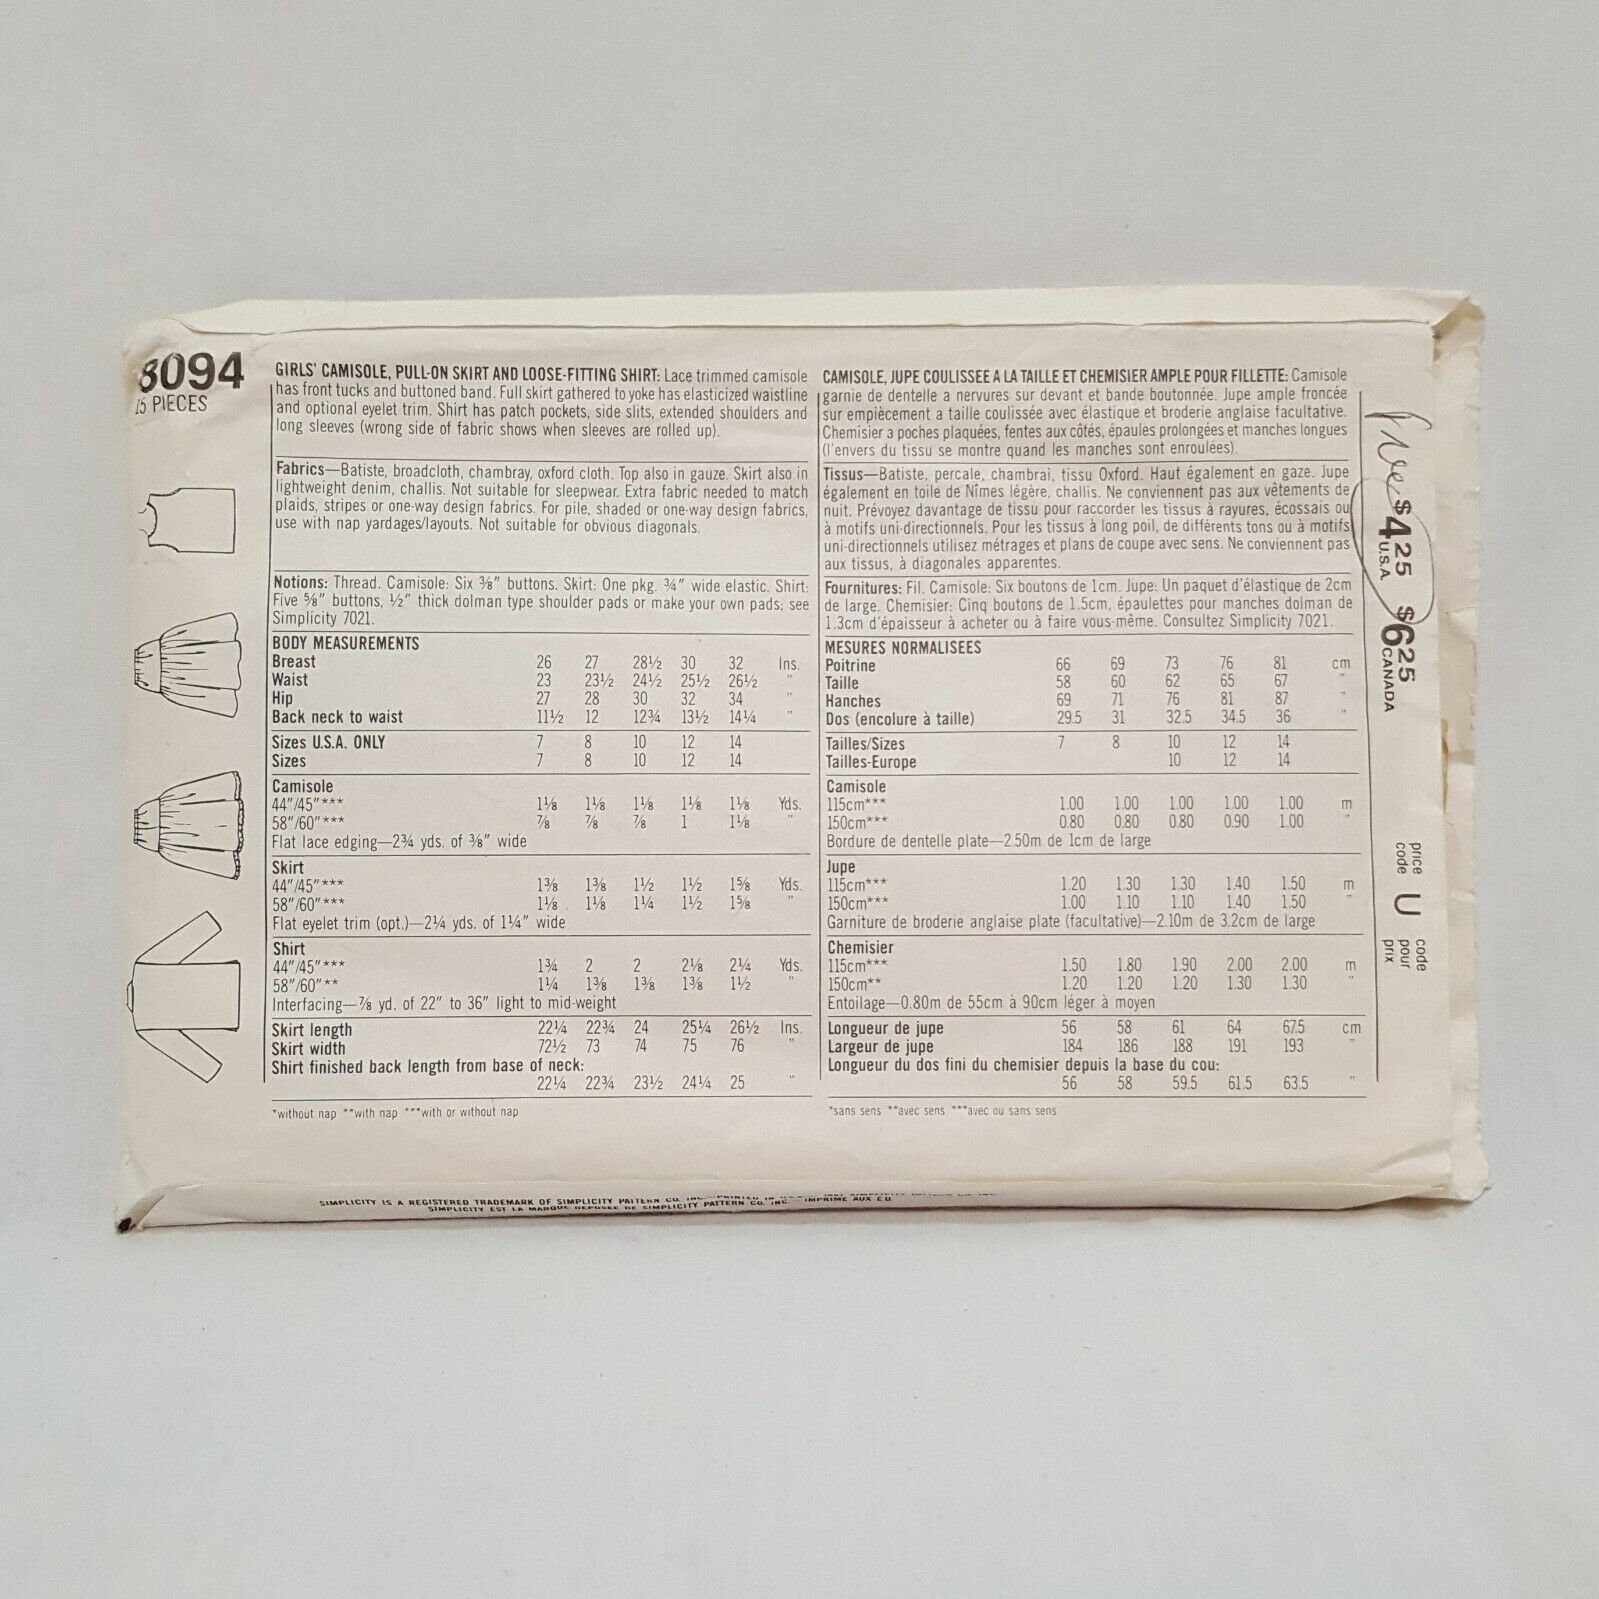 8094
15 PIECES
GIRLS' CAMISOLE, PULL-ON SKIRT AND LOOSE-FITTING SHIRT: Lace trimmed camisole
has front tucks and buttoned band. Full skirt gathered to yoke has elasticized waistline
and optional eyelet trim. Shirt has patch pockets, side slits, extended shoulders and
long sleeves (wrong side of fabric shows when sleeves are rolled up).
Fabrics—Batiste, broadcloth, chambray, oxford cloth. Top also in gauze. Skirt also in
lightweight denim, challis. Not suitable for sleepwear. Extra fabric needed to match
plaids, stripes or one-way design fabrics. For pile, shaded or one-way design fabrics,
use with nap yardages/layouts. Not suitable for obvious diagonals.
Notions: Thread. Camisole: Six 3/8" buttons. Skirt: One pkg. 3/4" wide elastic. Shirt:
Five 5/8" buttons, 1/2" thick dolman type shoulder pads or make your own pads; see
Simplicity 7021.
BODY MEASUREMENTS
Breast 26 27 28½ 30 32 Ins.
Waist 23 23½ 24½ 25½ 26½ "
Hip 27 28 30 32 34 "
Back neck to waist 11½ 12 12¾ 13½ 14¼ "
Sizes U.S.A. ONLY 7 8 10 12 14
Sizes 7 8 10 12 14
Camisole
44"/45"*** 1⅛ 1⅛ 1⅛ 1⅛ 1⅛ Yds.
58"/60"*** ⅞ ⅞ ⅞ 1 1⅛ "
Flat lace edging—2¾ yds. of ⅜" wide
Skirt
44"/45"*** 1⅜ 1⅜ 1½ 1½ 1⅝ Yds.
58"/60"*** 1⅛ 1⅛ 1¼ 1½ 1⅝ "
Flat eyelet trim (opt.)—2¼ yds. of 1¼" wide
Shirt
44"/45"*** 1¾ 2 2 2⅛ 2¼ Yds.
58"/60"** 1¼ 1⅜ 1⅜ 1⅜ 1½ "
Interfacing—⅞ yd. of 22" to 36" light to mid-weight
Skirt length 22¼ 22¾ 24 25¼ 26½ Ins.
Skirt width 72½ 73 74 75 76 "
Shirt finished back length from base of neck:
22¼ 22¾ 23½ 24¼ 25 "
*without nap **with nap ***with or without nap
CAMISOLE, JUPE COULISSEE A LA TAILLE ET CHEMISIER AMPLE POUR FILLETTE: Camisole
garnie de dentelle a nervures sur devant et bande boutonnée. Jupe ample froncée
sur empiècement a taille coulissée avec élastique et broderie anglaise facultative.
Chemisier a poches plaquées, fentes aux côtés, épaules prolongées et manches longues
(l'envers du tissu se montre quand les manches sont enroulées).
Tissus—Batiste, percale, chambrai, tissu Oxford. Haut également en gaze. Jupe
également en toile de Nîmes légère, challis. Ne conviennent pas aux vêtements de
nuit. Prévoyez davantage de tissu pour raccorder les tissus à rayures, écossais ou
à motifs uni-directionnels. Pour les tissus à long poil, de différents tons ou à motifs
uni-directionnels utilisez métrages et plans de coupe avec sens. Ne conviennent pas
aux tissus, à diagonales apparentes.
Fournitures: Fil. Camisole: Six boutons de 1cm. Jupe: Un paquet d'élastique de 2cm
de large. Chemisier: Cinq boutons de 1.5cm, épaulettes pour manches dolman de
1.3cm d'épaisseur à acheter ou à faire vous-même. Consultez Simplicity 7021.
MESURES NORMALISEES
Poitrine 66 69 73 76 81 cm
Taille 58 60 62 65 67 "
Hanches 69 71 76 81 87 "
Dos (encolure à taille) 29.5 31 32.5 34.5 36 "
Tailles/Sizes 7 8 10 12 14
Tailles-Europe 10 12 14
Camisole
115cm*** 1.00 1.00 1.00 1.00 1.00 m
150cm*** 0.80 0.80 0.80 0.90 1.00 "
Bordure de dentelle plate—2.50m de 1cm de large
Jupe
115cm*** 1.20 1.30 1.30 1.40 1.50 m
150cm*** 1.00 1.10 1.10 1.40 1.50 "
Garniture de broderie anglaise plate (facultative)—2.10m de 3.2cm de large
Chemisier
115cm*** 1.50 1.80 1.90 2.00 2.00 m
150cm** 1.20 1.20 1.20 1.30 1.30 "
Entoilage—0.80m de 55cm à 90cm léger à moyen
Longueur de jupe 56 58 61 64 67.5 cm
Largeur de jupe 184 186 188 191 193 "
Longueur du dos fini du chemisier depuis la base du cou:
56 58 59.5 61.5 63.5 "
*sans sens **avec sens ***avec ou sans sens
$4.25 U.S.A.
$6.25 CANADA
price code U code pour prix
SIMPLICITY IS A REGISTERED TRADEMARK OF SIMPLICITY PATTERN CO. INC.
SIMPLICITY EST LA MARQUE DEPOSEE DE SIMPLICITY PATTERN CO. INC. IMPRIME AUX E.U.